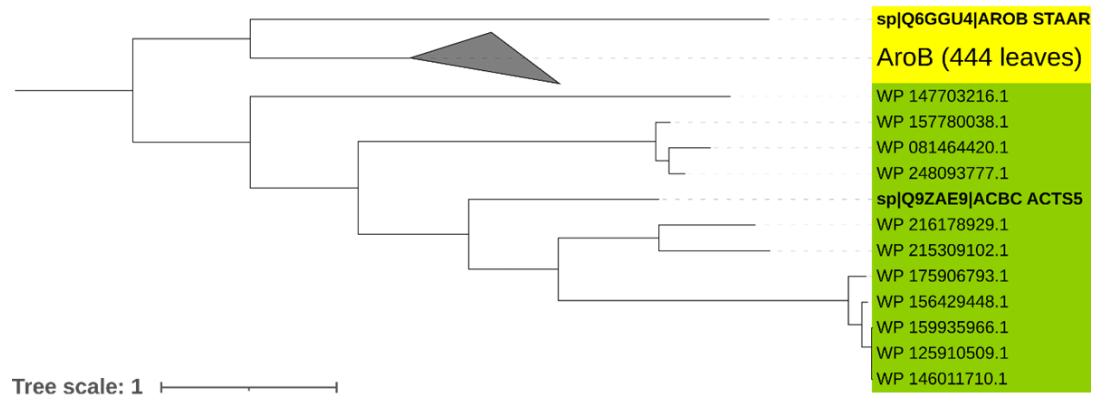 sp|Q6GGU4|AROB STAAR
AroB (444 leaves)
WP 147703216.1
WP 157780038.1
WP 081464420.1
WP 248093777.1
sp|Q9ZAE9|ACBC ACTS5
WP 216178929.1
WP 215309102.1
WP 175906793.1
WP 156429448.1
WP 159935966.1
WP 125910509.1
WP 146011710.1
Tree scale: 1